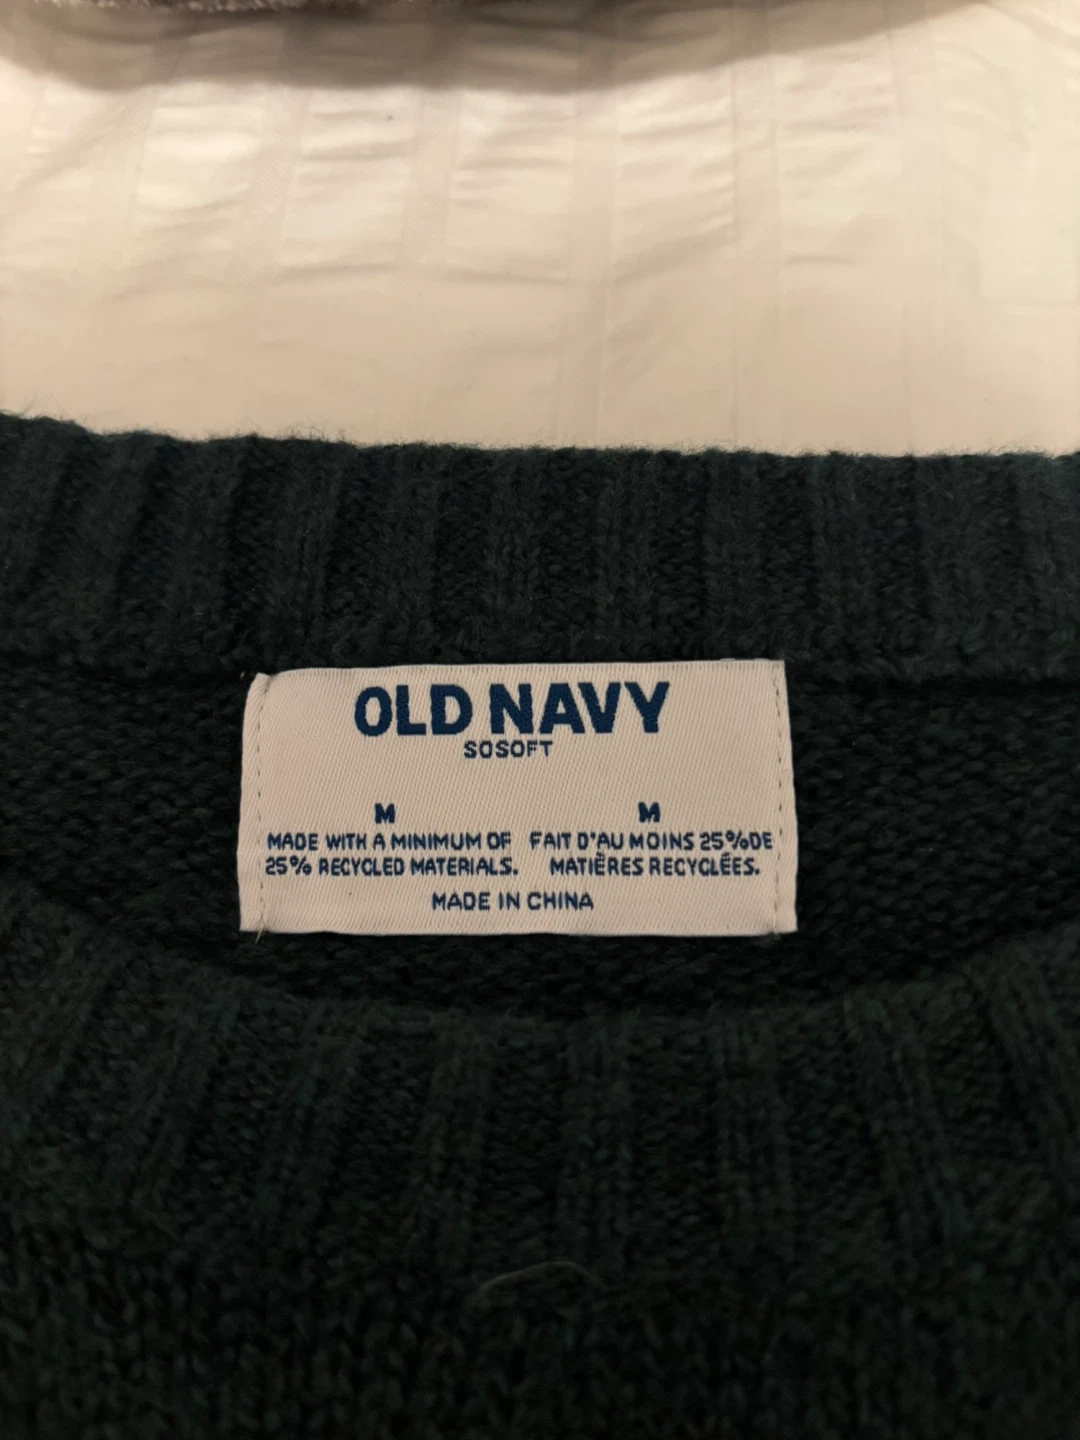 OLD NAVY
SOSOFT
M M
MADE WITH A MINIMUM OF FAIT D'AU MOINS 25% DE
25% RECYCLED MATERIALS. MATIÈRES RECYCLÉES.
MADE IN CHINA